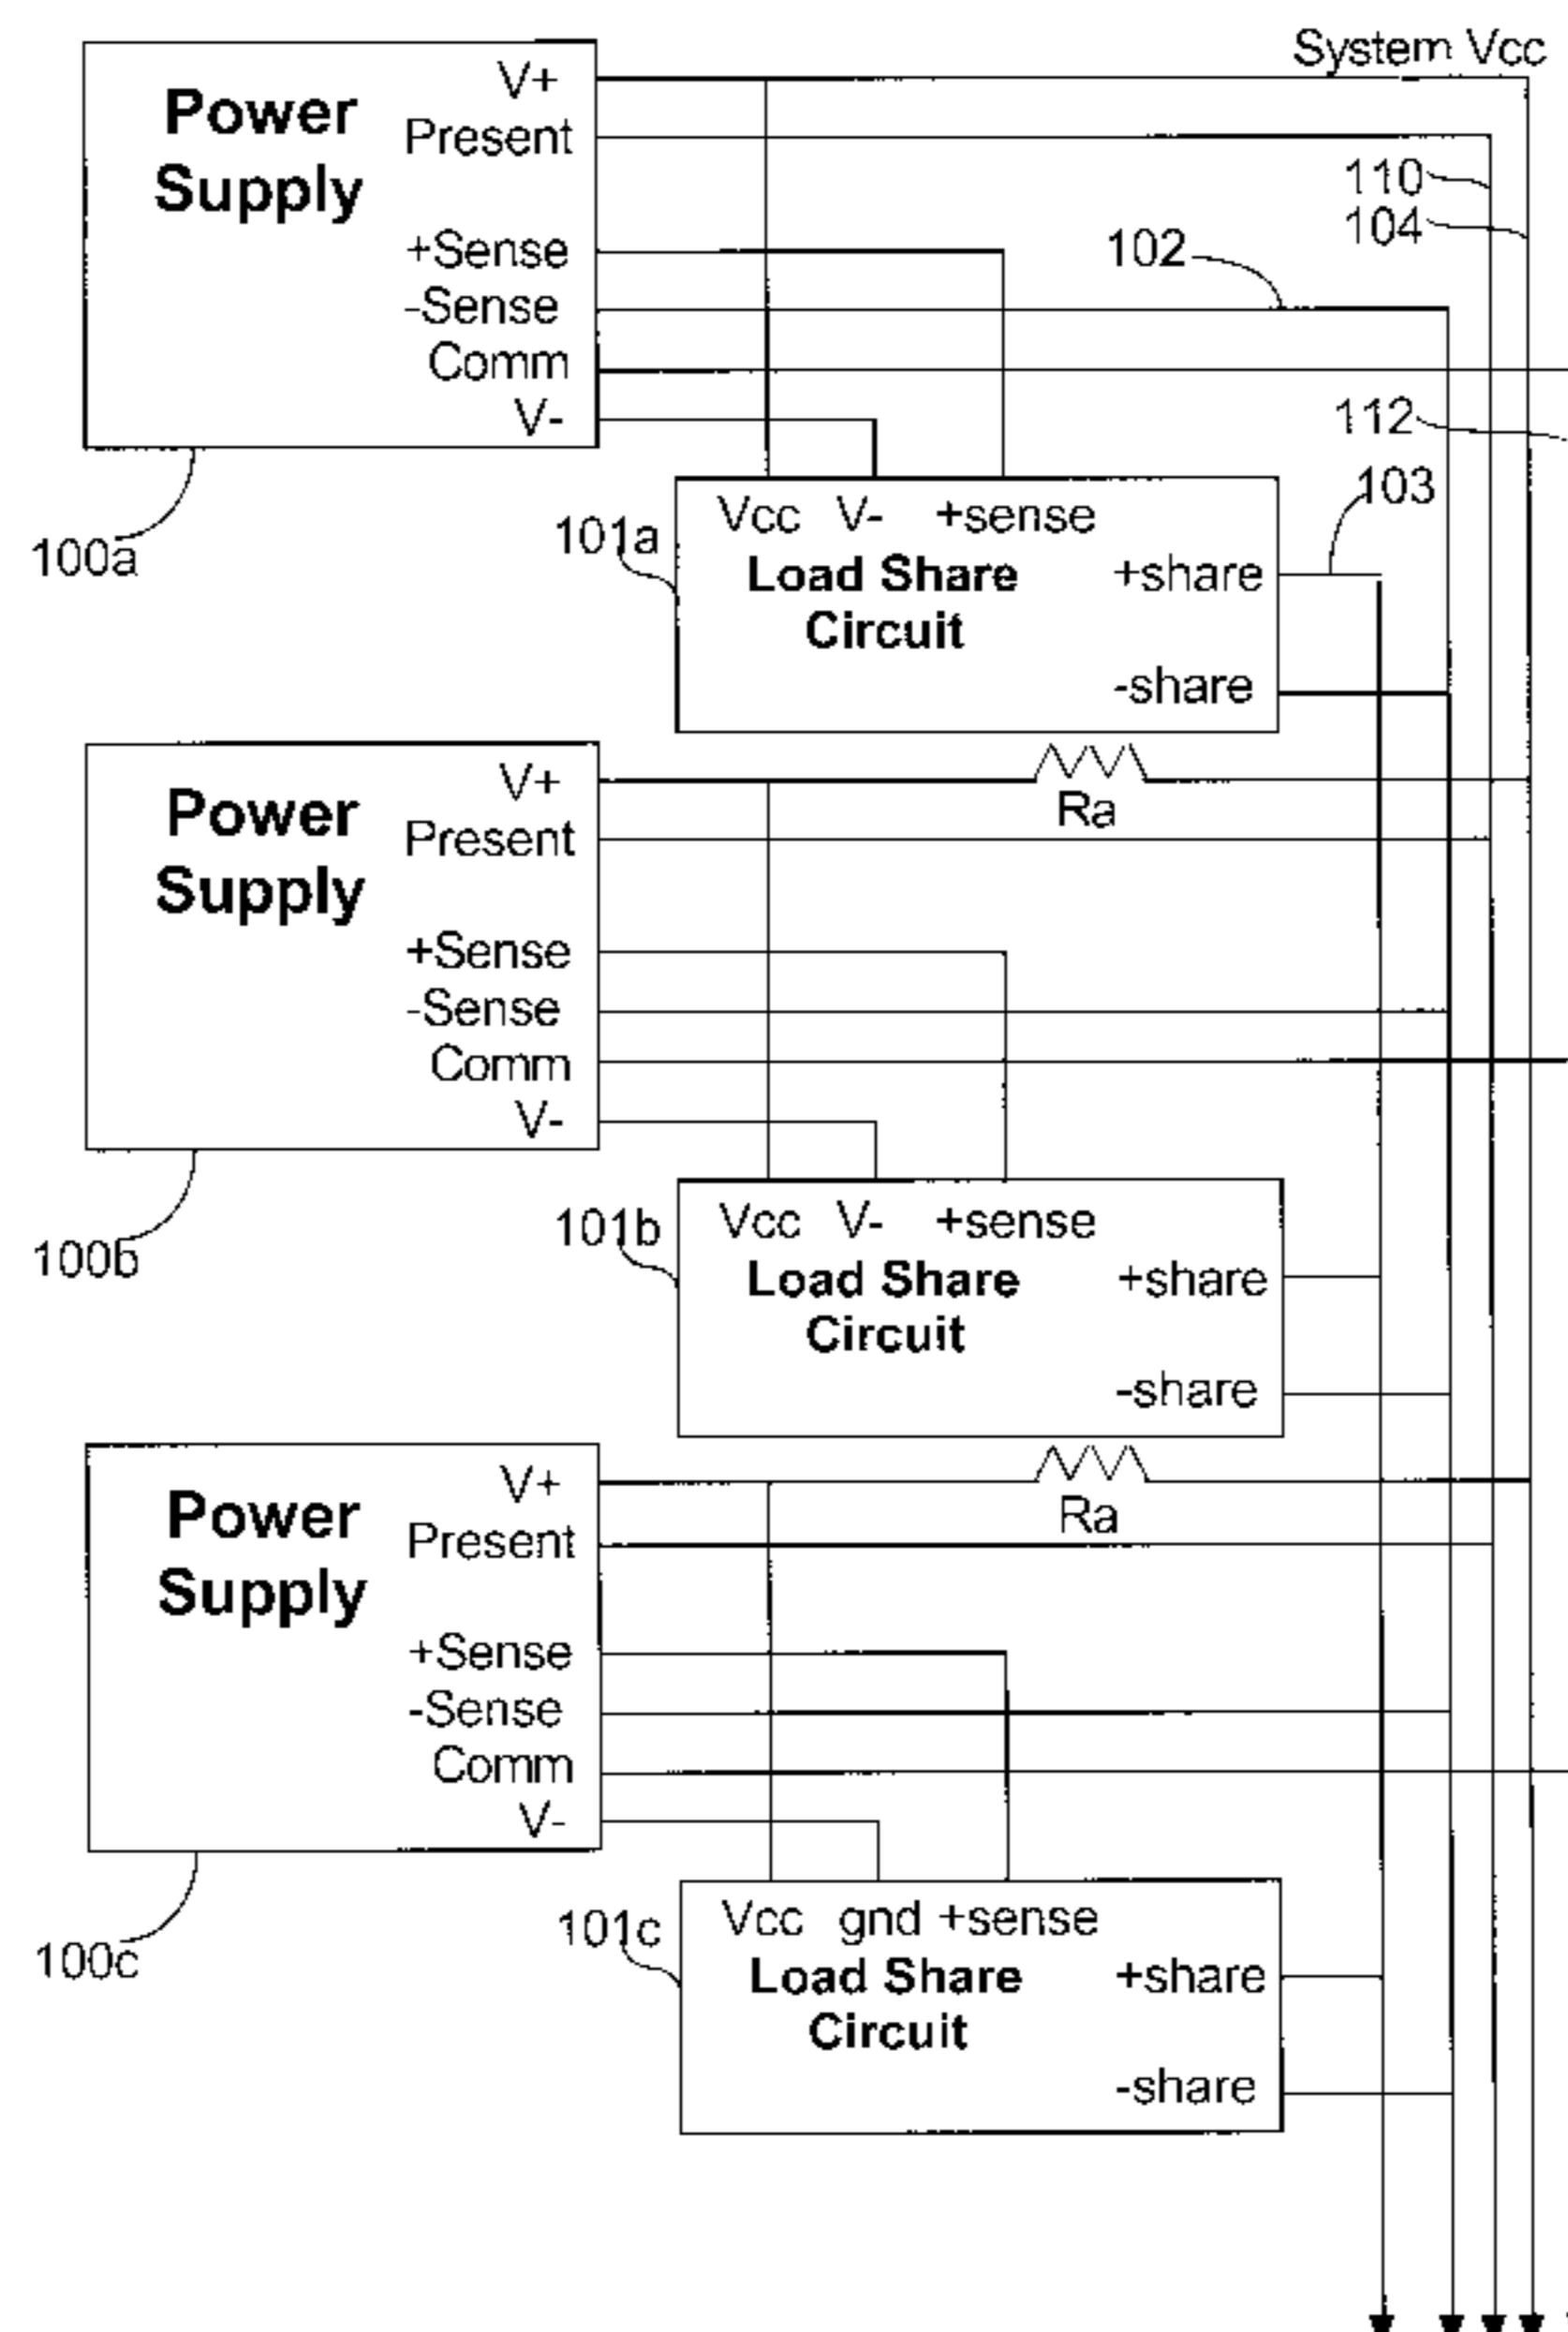 System Vcc
Power
Supply
V+
Present
+Sense
-Sense
Comm
V-
110
104
102
112
103
100a
101a
Vcc V- +sense
Load Share
Circuit
+share
-share
Power
Supply
V+
Present
+Sense
-Sense
Comm
V-
Ra
100b
101b
Vcc V- +sense
Load Share
Circuit
+share
-share
Power
Supply
V+
Present
+Sense
-Sense
Comm
V-
Ra
100c
101c
Vcc gnd +sense
Load Share
Circuit
+share
-share